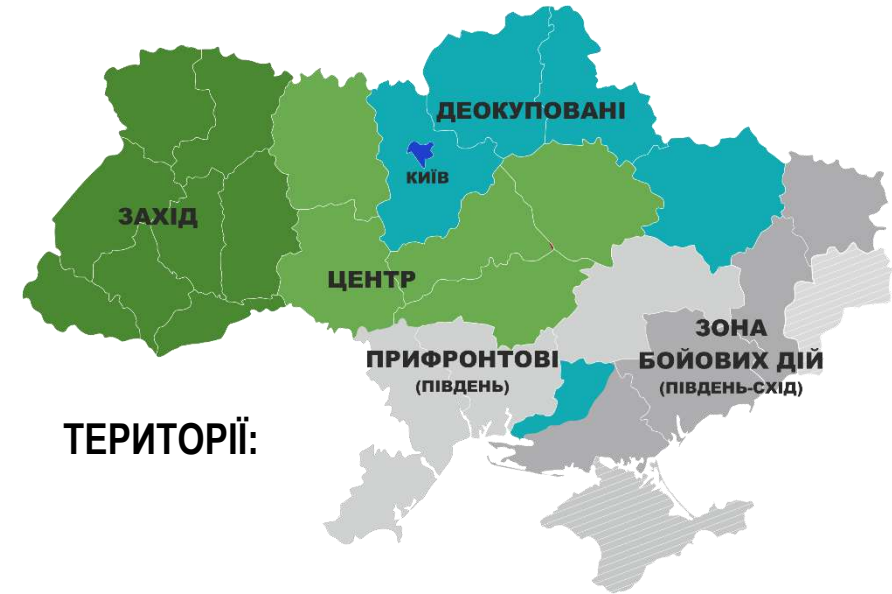 ДЕОКУПОВАНІ
КИЇВ
ЗАХІД
ЦЕНТР
ЗОНА
БОЙОВИХ ДІЙ
(ПІВДЕНЬ-СХІД)
ПРИФРОНТОВІ
(ПІВДЕНЬ)
ТЕРИТОРІЇ: